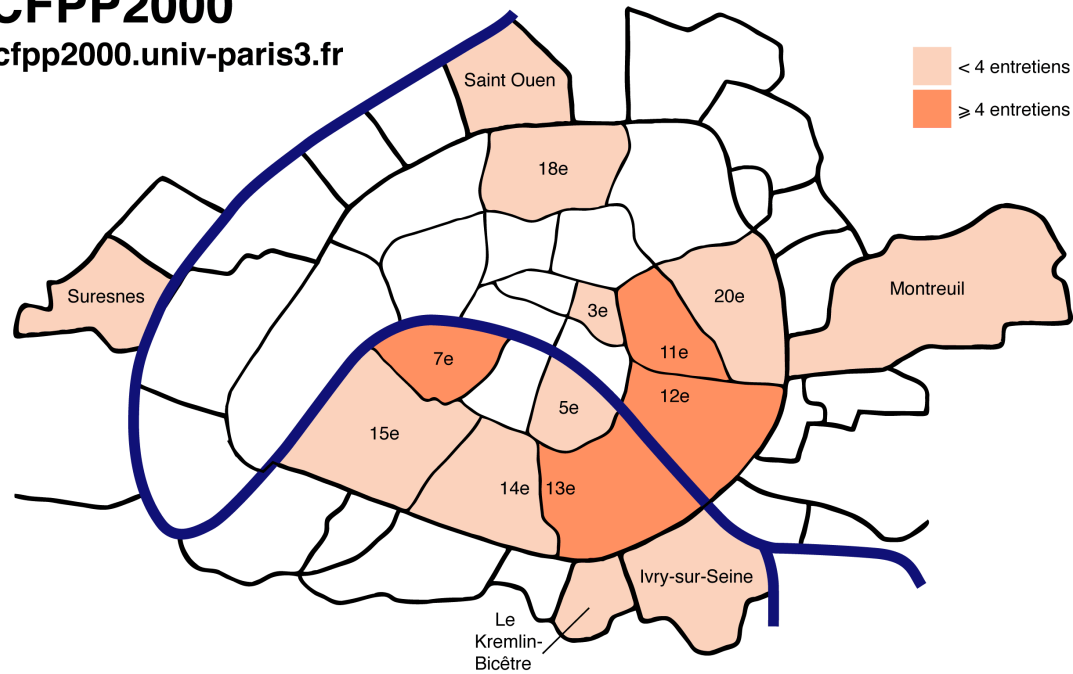 CFPP2000
cfpp2000.univ-paris3.fr
< 4 entretiens
⩾ 4 entretiens
Saint Ouen
18e
Suresnes
3e
20e
Montreuil
7e
11e
12e
5e
15e
14e
13e
Ivry-sur-Seine
Le
Kremlin-
Bicêtre